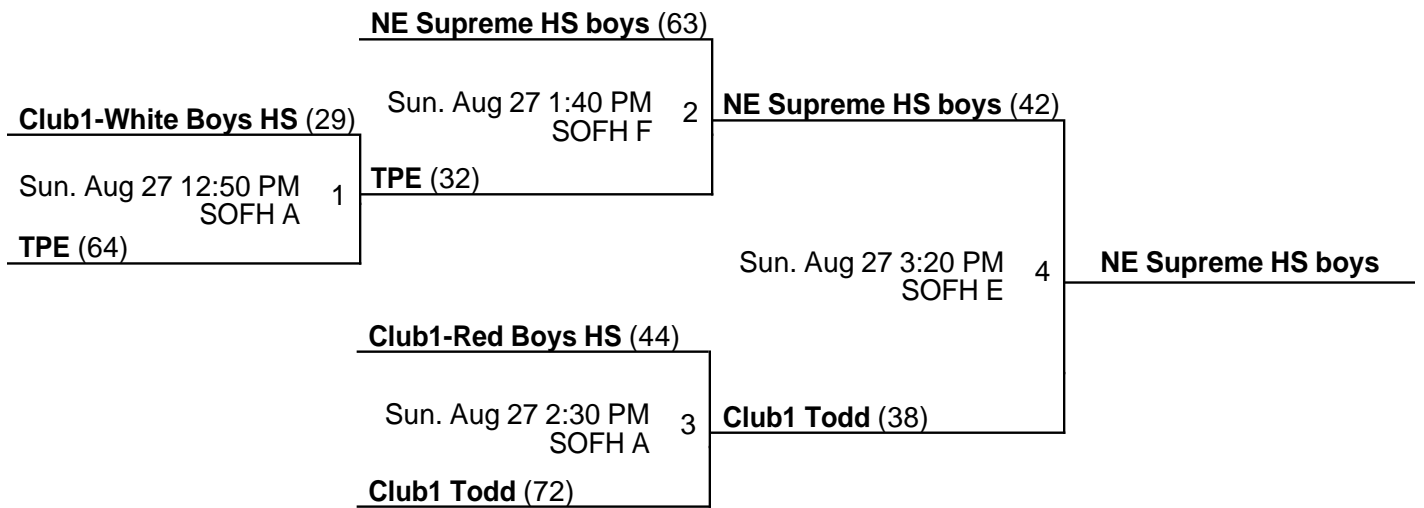 NE Supreme HS boys (63)
Sun. Aug 27 1:40 PM
SOFH F
2
NE Supreme HS boys (42)
Club1-White Boys HS (29)
Sun. Aug 27 12:50 PM
SOFH A
1
TPE (32)
TPE (64)
Sun. Aug 27 3:20 PM
SOFH E
4
NE Supreme HS boys
Club1-Red Boys HS (44)
Sun. Aug 27 2:30 PM
SOFH A
3
Club1 Todd (38)
Club1 Todd (72)